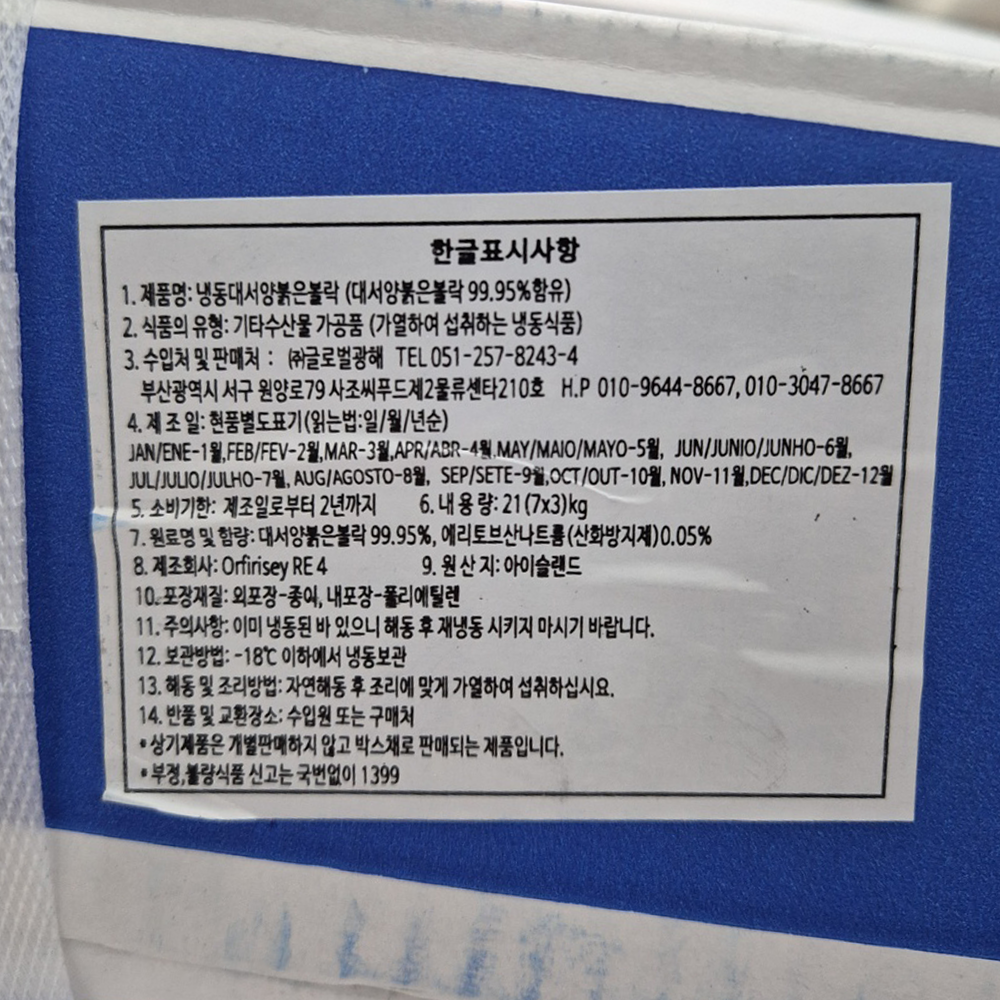 한글표시사항
1. 제품명: 냉동대서양붉은볼락 (대서양붉은볼락 99.95%함유)
2. 식품의 유형: 기타수산물 가공품 (가열하여 섭취하는 냉동식품)
3. 수입처 및 판매처 : ㈜글로벌광해 TEL 051-257-8243-4
부산광역시 서구 원양로79 사조씨푸드제2물류센타210호 H.P 010-9644-8667, 010-3047-8667
4. 제 조 일: 현품별도표기(읽는법:일/월/년순)
JAN/ENE-1월,FEB/FEV-2월,MAR-3월,APR/ABR-4월,MAY/MAIO/MAYO-5월, JUN/JUNIO/JUNHO-6월,
JUL/JULIO/JULHO-7월, AUG/AGOSTO-8월, SEP/SETE-9월,OCT/OUT-10월, NOV-11월,DEC/DIC/DEZ-12월
5. 소비기한: 제조일로부터 2년까지 6. 내 용 량: 21 (7x3)kg
7. 원료명 및 함량: 대서양붉은볼락 99.95%, 에리토브산나트륨(산화방지제)0.05%
8. 제조회사: Orfirisey RE 4 9. 원 산 지: 아이슬랜드
10. 포장재질: 외포장-종이, 내포장-폴리에틸렌
11. 주의사항: 이미 냉동된 바 있으니 해동 후 재냉동 시키지 마시기 바랍니다.
12. 보관방법: -18℃ 이하에서 냉동보관
13. 해동 및 조리방법: 자연해동 후 조리에 맞게 가열하여 섭취하십시요.
14. 반품 및 교환장소: 수입원 또는 구매처
•상기제품은 개별판매하지 않고 박스채로 판매되는 제품입니다.
•부정,불량식품 신고는 국번없이 1399